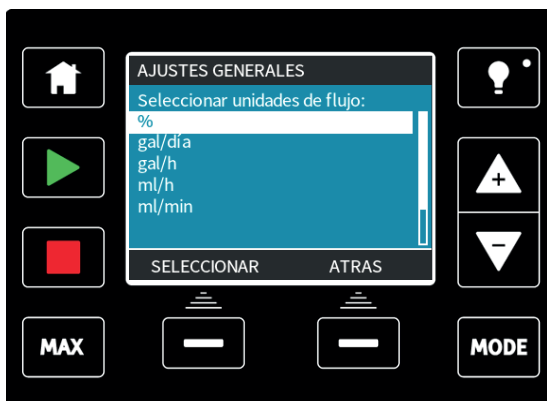 AJUSTES GENERALES
Seleccionar unidades de flujo:
%
gal/día
gal/h
ml/h
ml/min
SELECCIONAR ATRAS
MAX
MODE